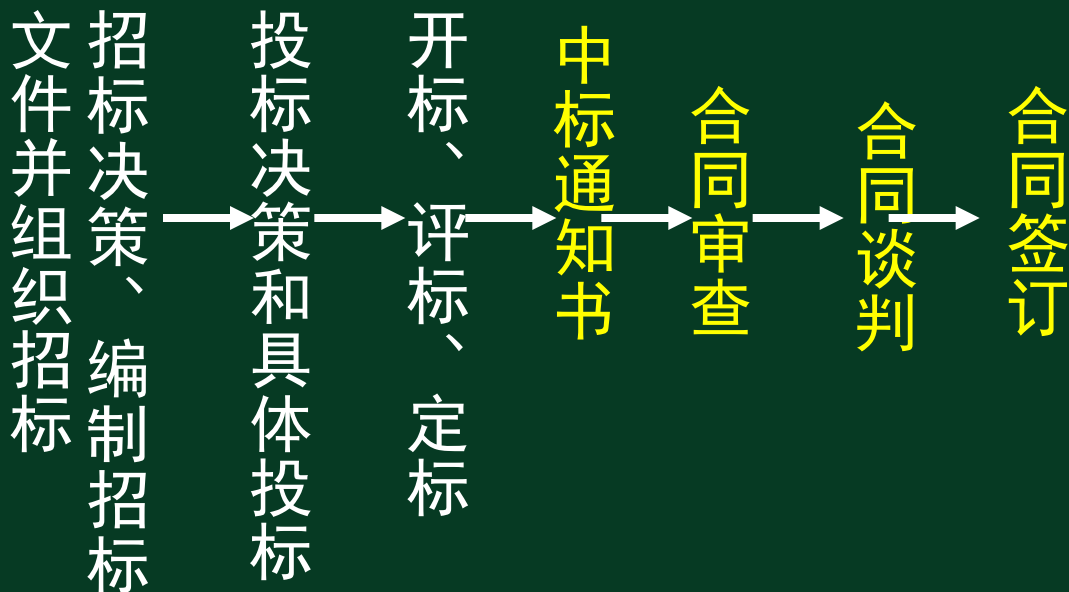 招标决策、编制招标
文件并组织招标
投标决策和具体投标
开标、评标、定标
中标通知书
合同审查
合同谈判
合同签订